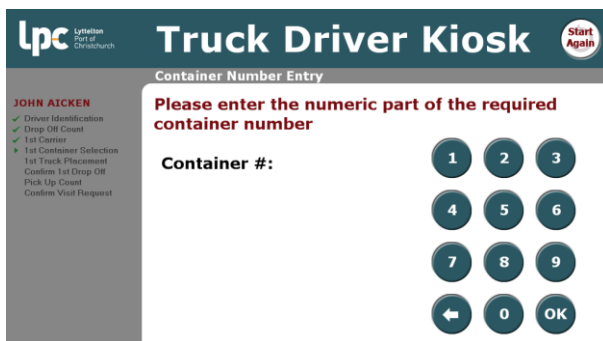 lpc
Lyttelton
Port of
Christchurch
Truck Driver Kiosk
Start
Again
Container Number Entry
JOHN AICKEN
Driver Identification
Drop Off Count
1st Carrier
1st Container Selection
1st Truck Placement
Confirm 1st Drop Off
Pick Up Count
Confirm Visit Request
Please enter the numeric part of the required
container number
Container #:
1 2 3
4 5 6
7 8 9
0 OK